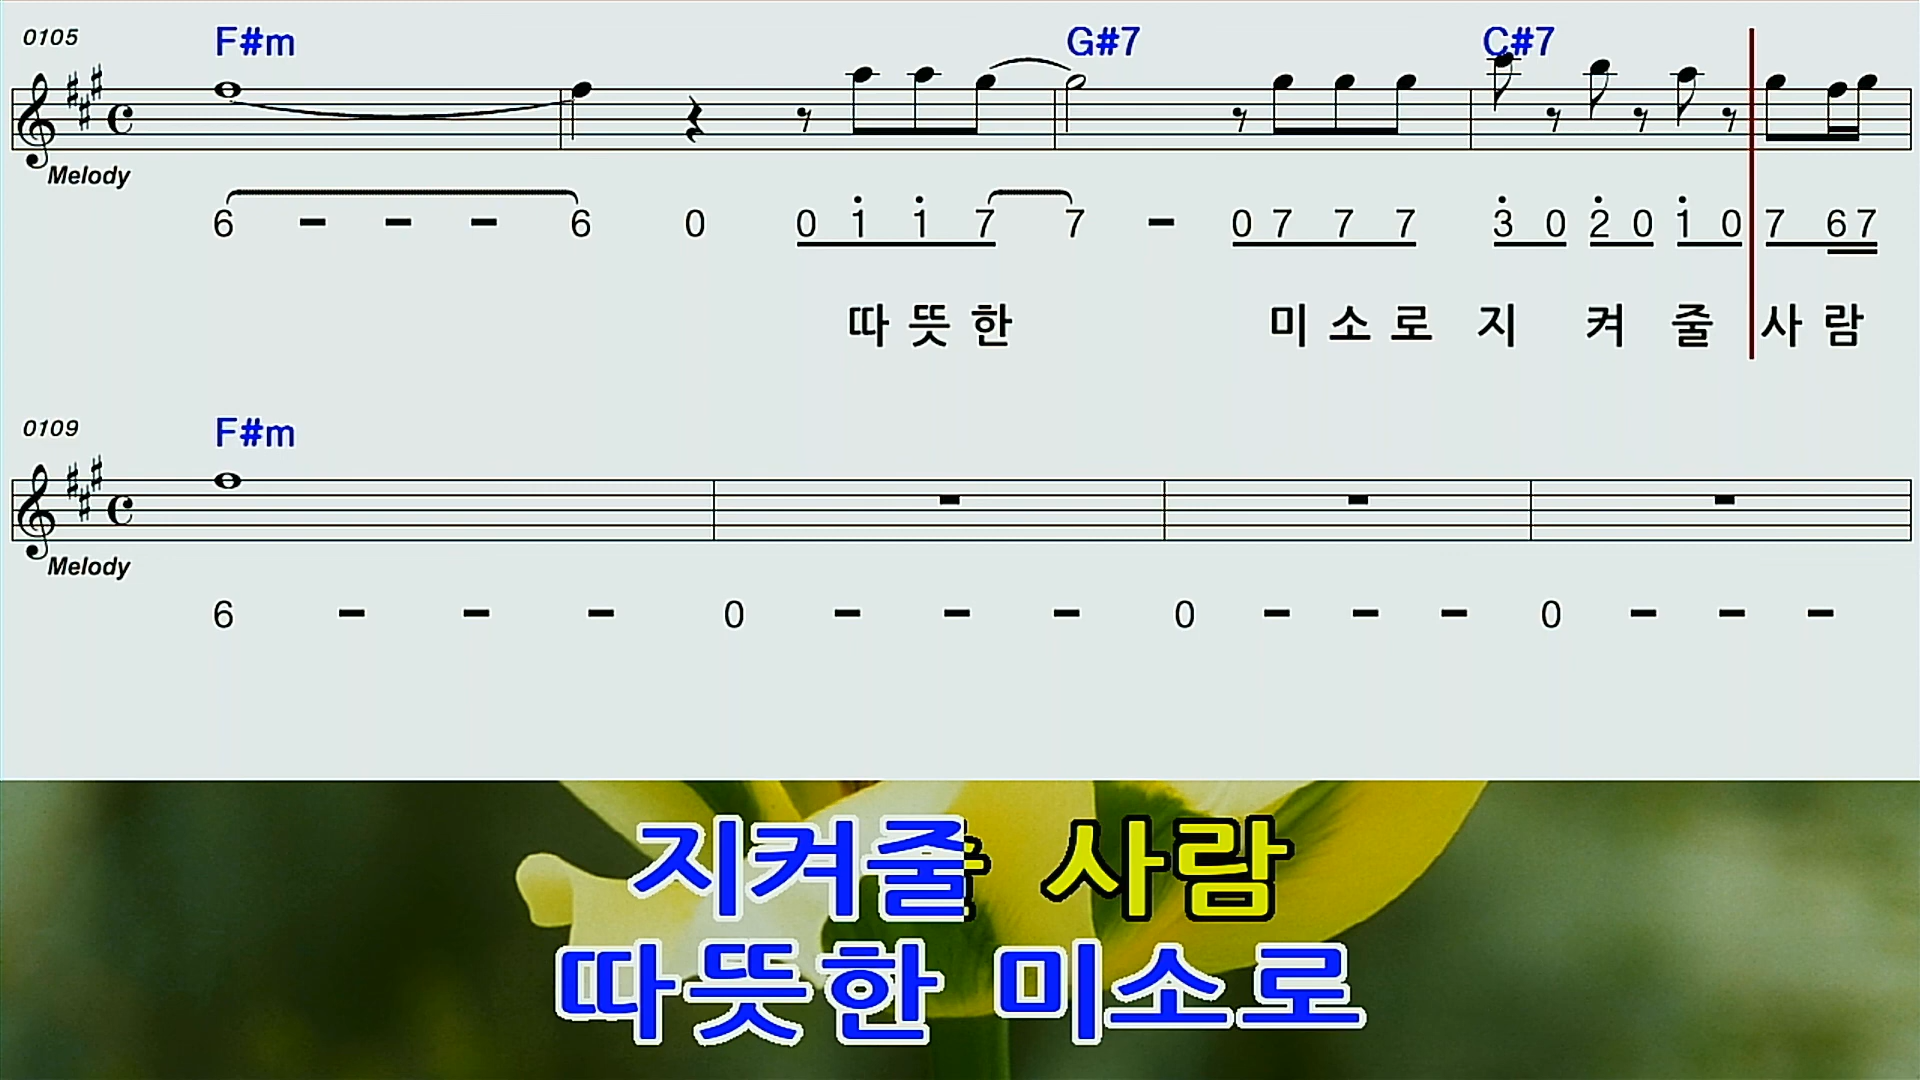 0105 F#m G#7 C#7
Melody
6 - - - 6 0 0 1̇ 1̇ 7 7 - 0 7 7 7 3̇ 0 2̇ 0 1̇ 0 7 6 7
따 뜻 한 미 소 로 지 켜 줄 사 람
0109 F#m
Melody
6 - - - 0 - - - 0 - - - 0 - - -
지켜줄 사람
따뜻한 미소로